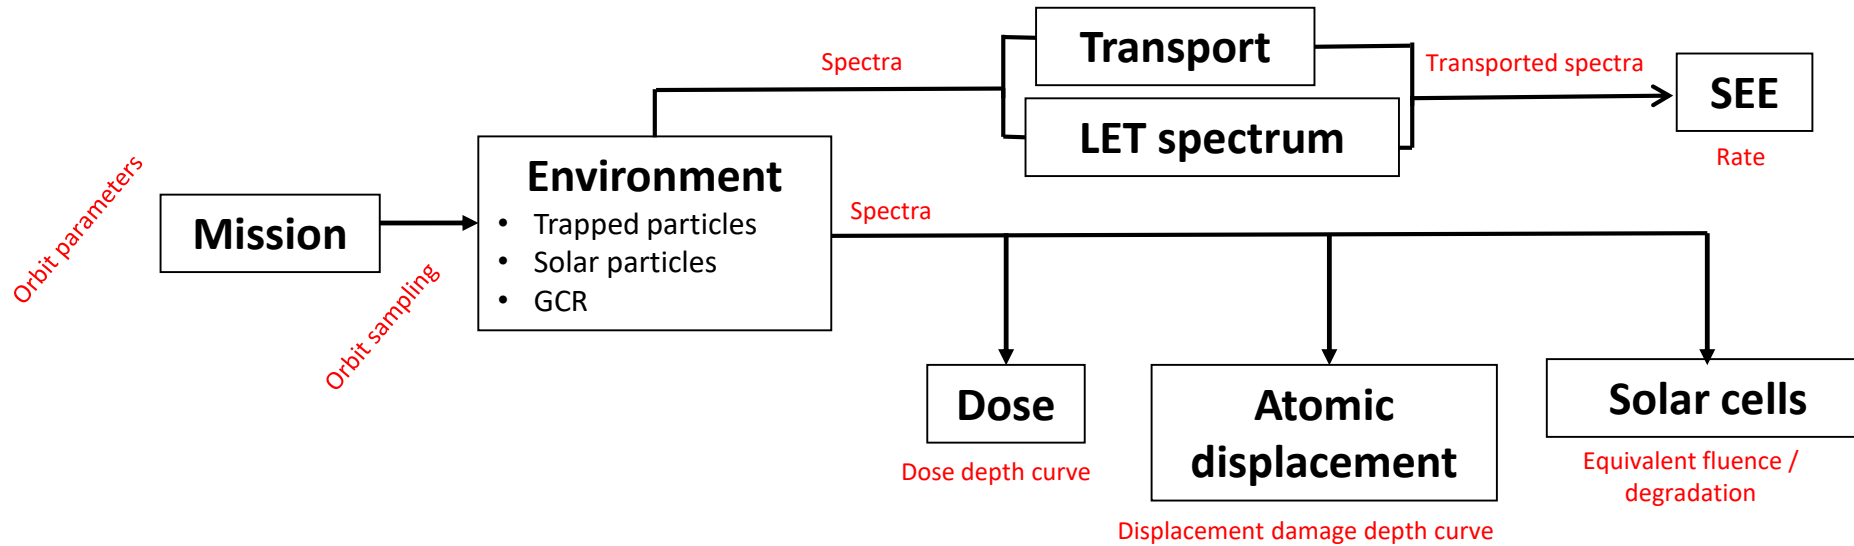 Orbit parameters
Mission
Orbit sampling
Environment
• Trapped particles
• Solar particles
• GCR
Spectra
Transport
LET spectrum
Transported spectra
SEE
Rate
Spectra
Dose
Dose depth curve
Atomic
displacement
Displacement damage depth curve
Solar cells
Equivalent fluence /
degradation